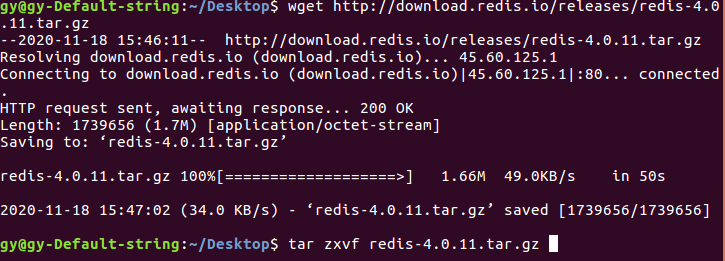 gy@gy-Default-string:~/Desktop$ wget http://download.redis.io/releases/redis-4.0
.11.tar.gz
--2020-11-18 15:46:11--  http://download.redis.io/releases/redis-4.0.11.tar.gz
Resolving download.redis.io (download.redis.io)... 45.60.125.1
Connecting to download.redis.io (download.redis.io)|45.60.125.1|:80... connected
.
HTTP request sent, awaiting response... 200 OK
Length: 1739656 (1.7M) [application/octet-stream]
Saving to: ‘redis-4.0.11.tar.gz’
redis-4.0.11.tar.gz 100%[===================>]   1.66M  49.0KB/s    in 50s
2020-11-18 15:47:02 (34.0 KB/s) - ‘redis-4.0.11.tar.gz’ saved [1739656/1739656]
gy@gy-Default-string:~/Desktop$ tar zxvf redis-4.0.11.tar.gz